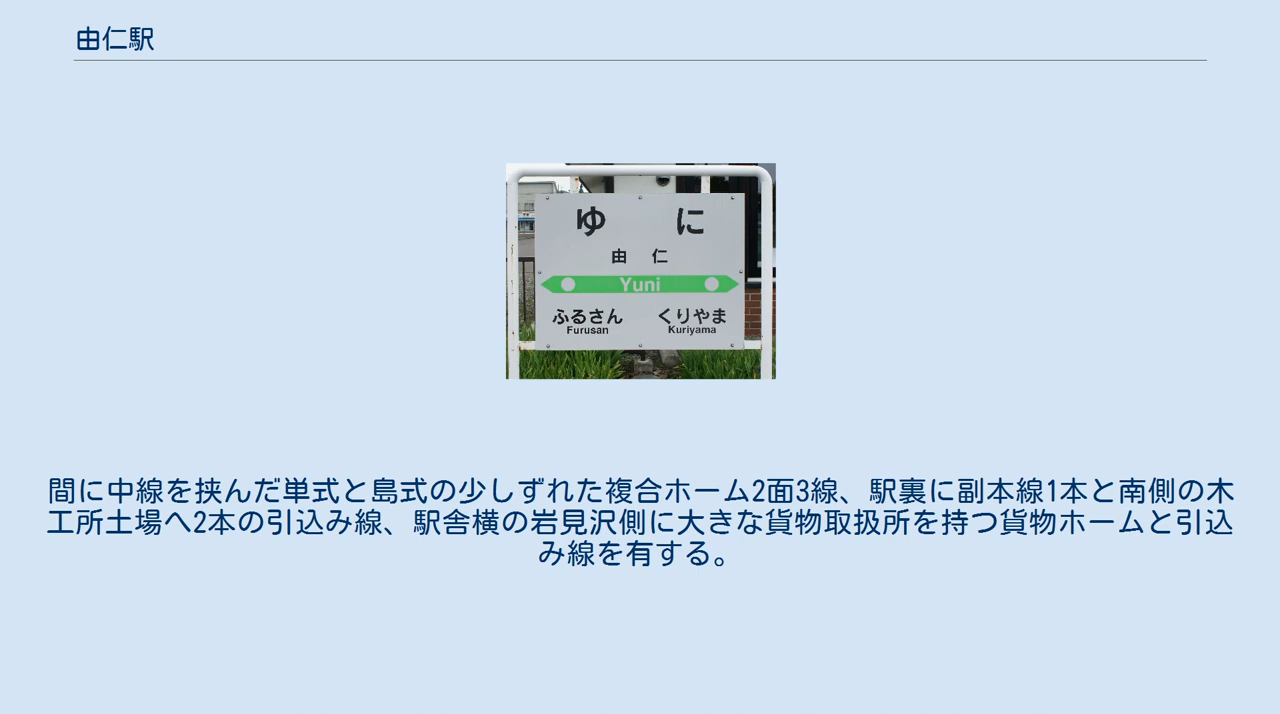 由仁駅
ゆ に
由 仁
Yuni
ふるさん くりやま
Furusan Kuriyama
間に中線を挟んだ単式と島式の少しずれた複合ホーム2面3線、駅裏に副本線1本と南側の木
工所土場へ2本の引込み線、駅舎横の岩見沢側に大きな貨物取扱所を持つ貨物ホームと引込
み線を有する。